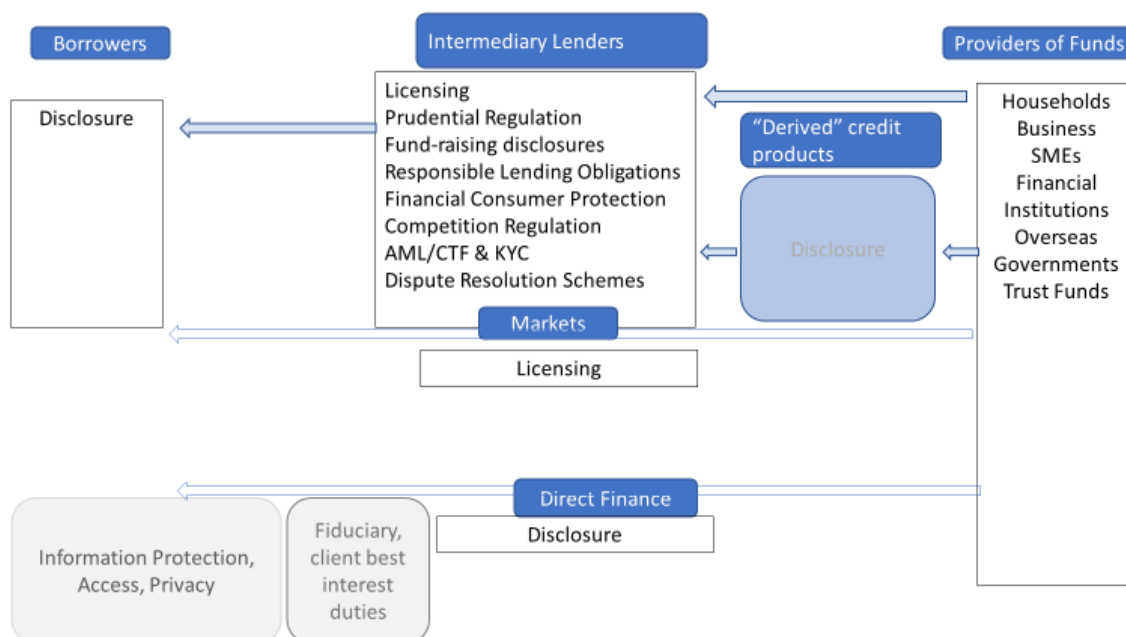 Borrowers
Disclosure
Intermediary Lenders
Licensing
Prudential Regulation
Fund-raising disclosures
Responsible Lending Obligations
Financial Consumer Protection
Competition Regulation
AML/CTF & KYC
Dispute Resolution Schemes
“Derived” credit
products
Disclosure
Providers of Funds
Households
Business
SMEs
Financial
Institutions
Overseas
Governments
Trust Funds
Markets
Licensing
Direct Finance
Disclosure
Information Protection,
Access, Privacy
Fiduciary,
client best
interest
duties